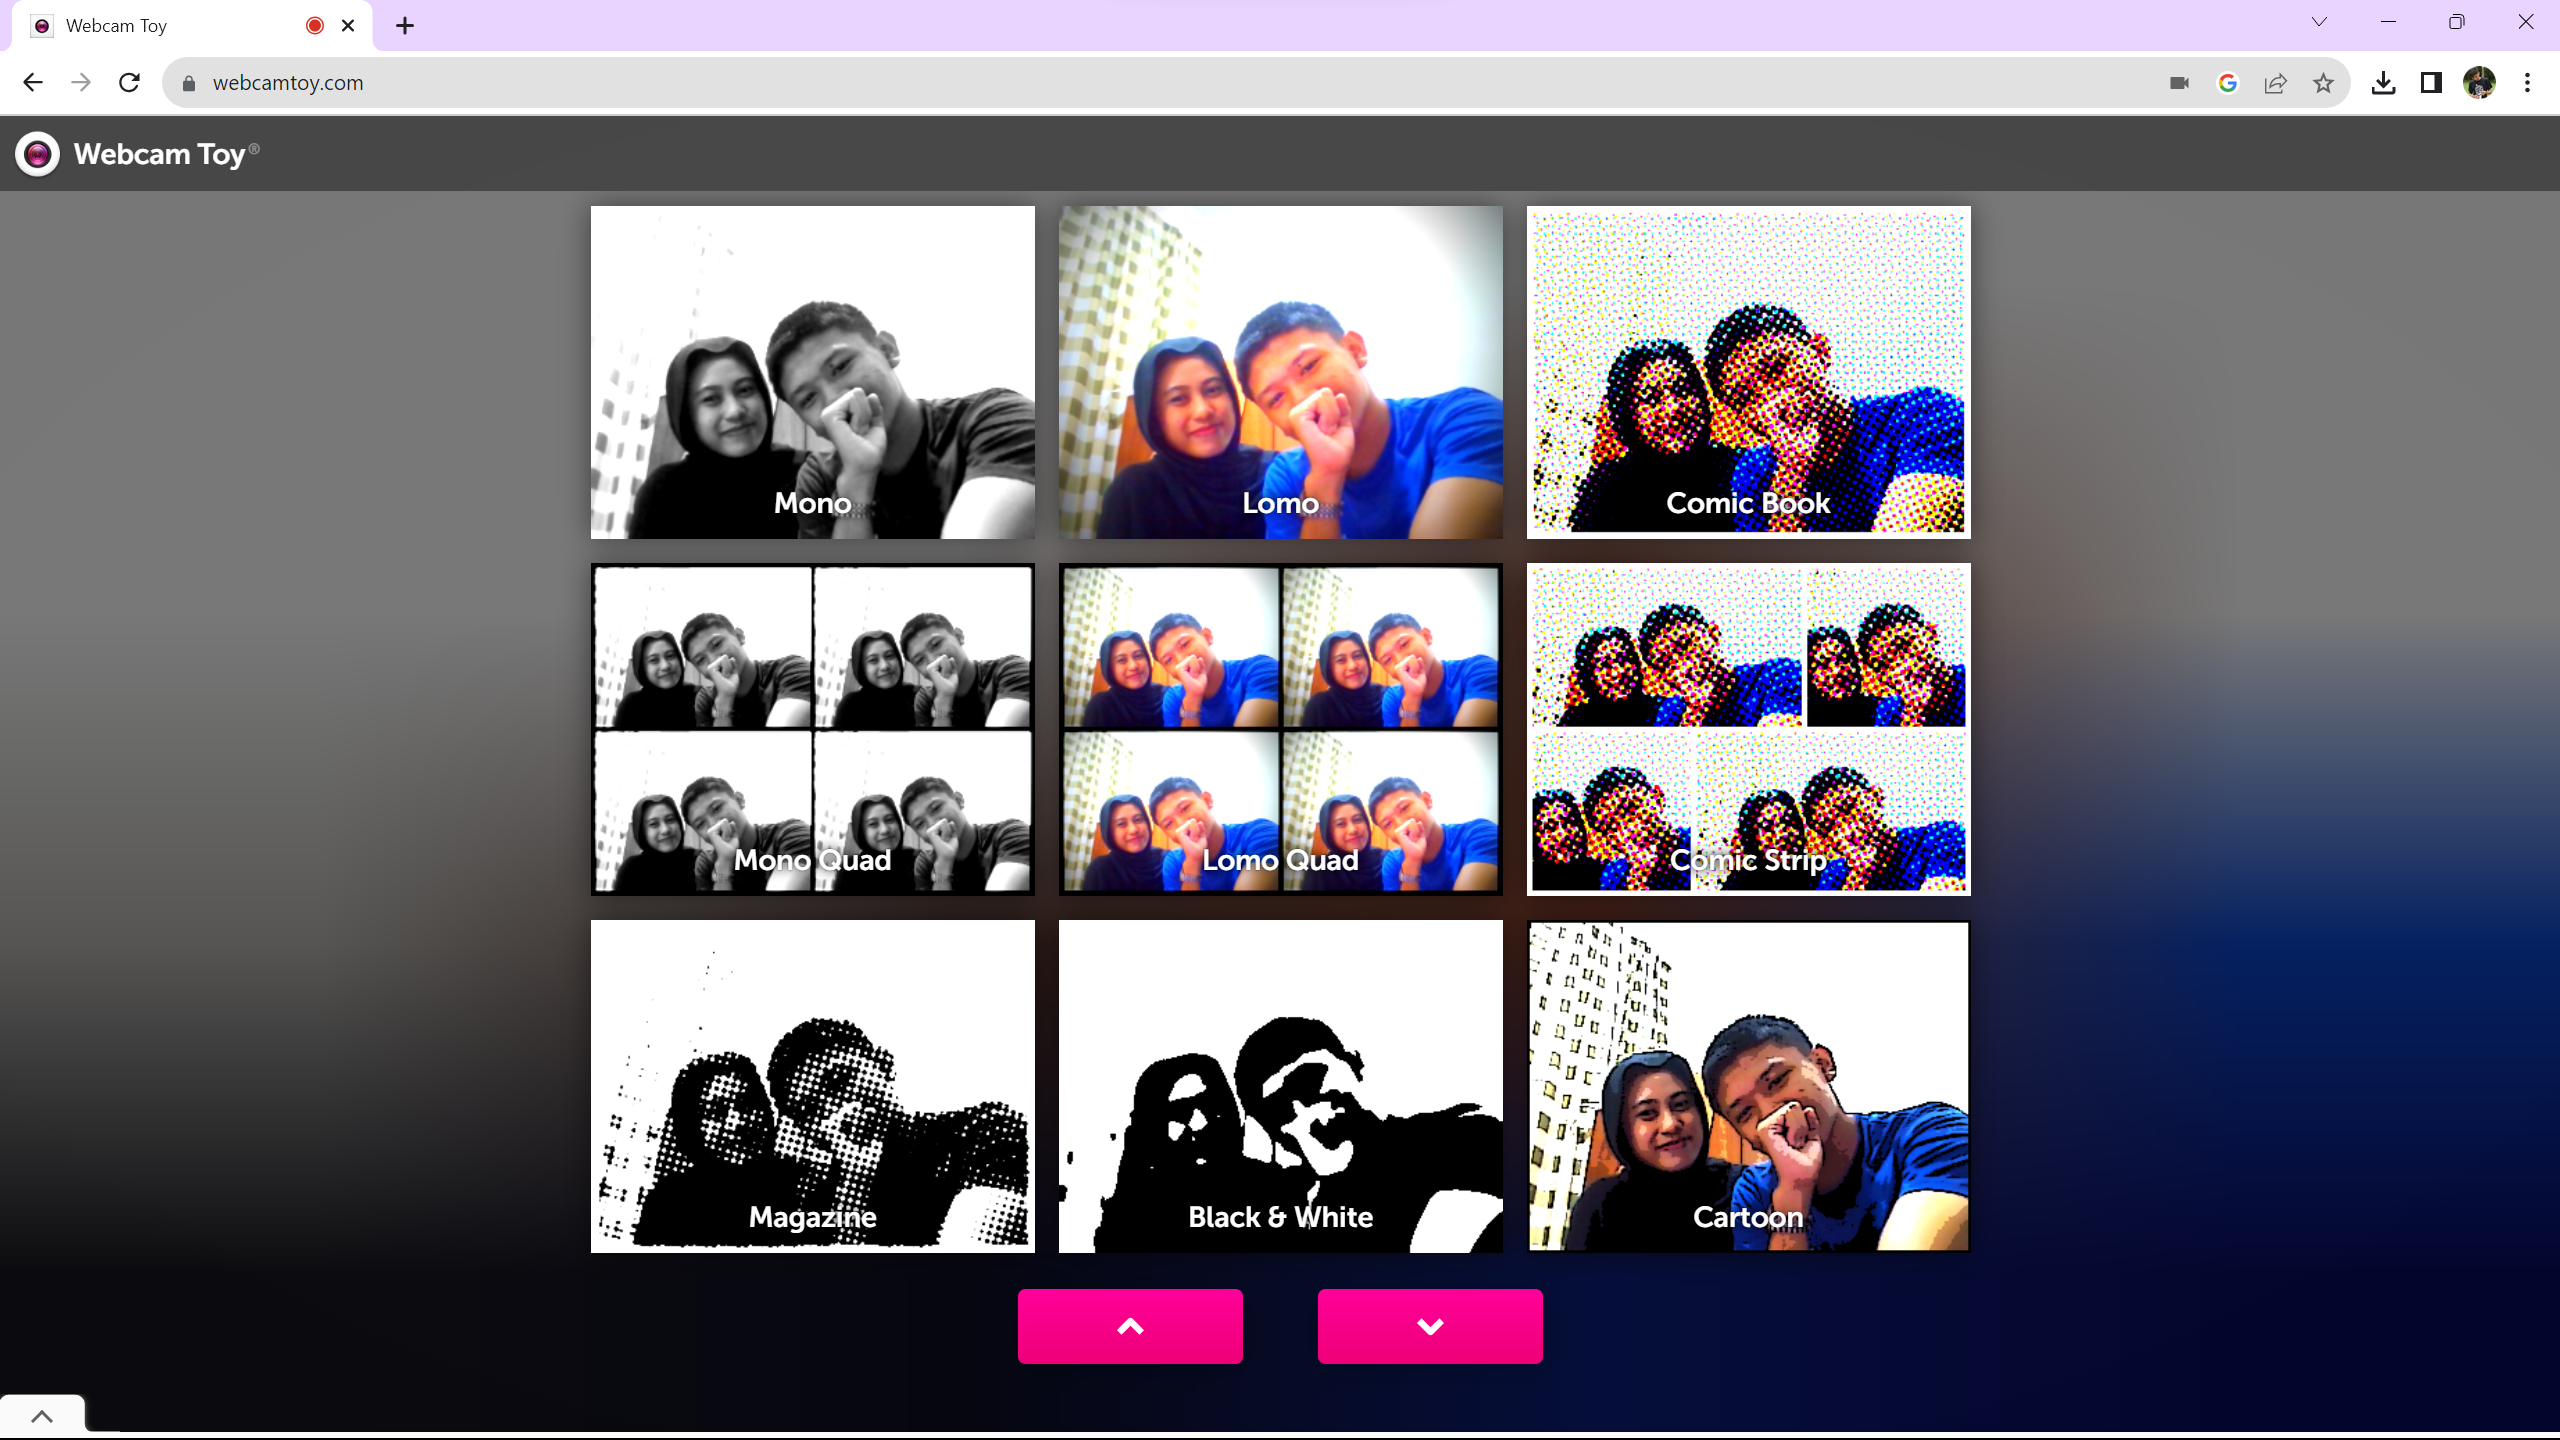 Webcam Toy
webcamtoy.com
Webcam Toy®
Mono
Lomo
Comic Book
Mono Quad
Lomo Quad
Comic Strip
Magazine
Black & White
Cartoon